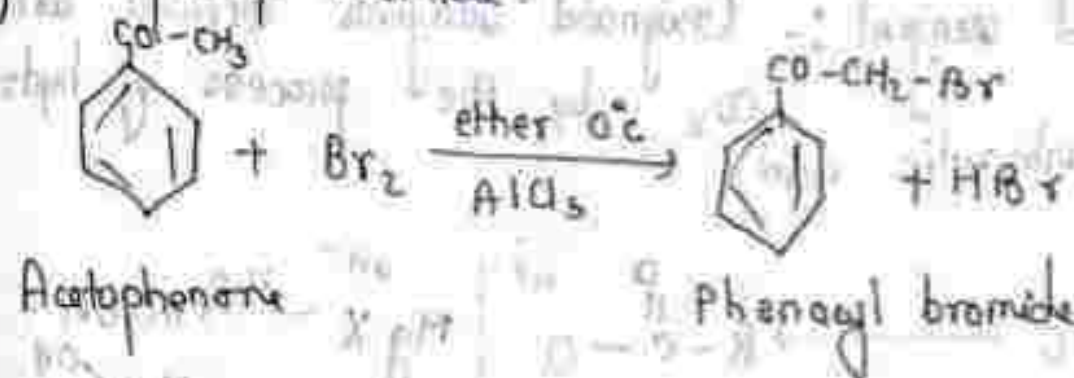 CO-CH3
CO-CH2-Br
+ Br2 ether 0°C AlCl3 + HBr
Acetophenone Phenacyl bromide